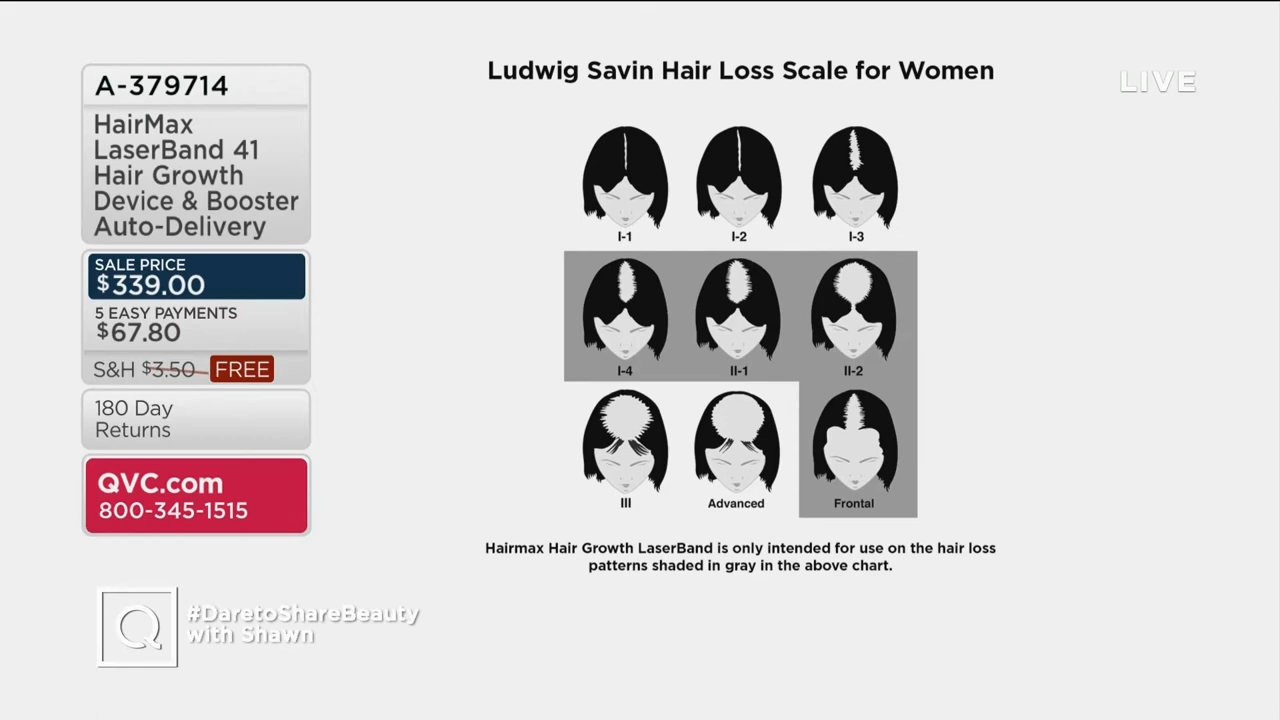 A-379714
HairMax
LaserBand 41
Hair Growth
Device & Booster
Auto-Delivery
SALE PRICE
$339.00
5 EASY PAYMENTS
$67.80
S&H $3.50 FREE
180 Day
Returns
QVC.com
800-345-1515
Q
#DaretoShareBeauty
with Shawn
Ludwig Savin Hair Loss Scale for Women
LIVE
I-1 I-2 I-3
I-4 II-1 II-2
III Advanced Frontal
Hairmax Hair Growth LaserBand is only intended for use on the hair loss
patterns shaded in gray in the above chart.